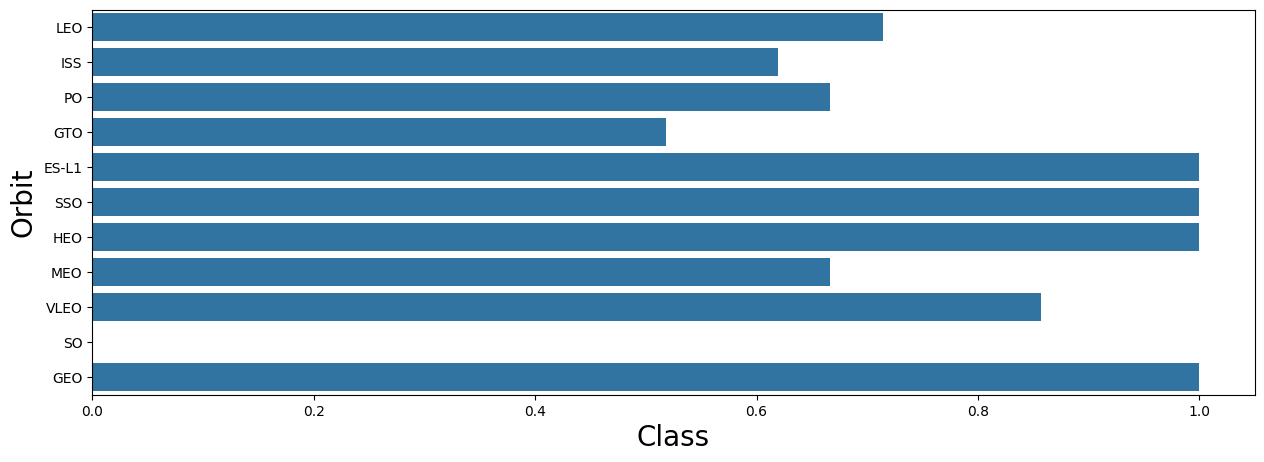 LEO
ISS
PO
GTO
ES-L1
SSO
HEO
MEO
VLEO
SO
GEO
Orbit
0.0 0.2 0.4 0.6 0.8 1.0
Class